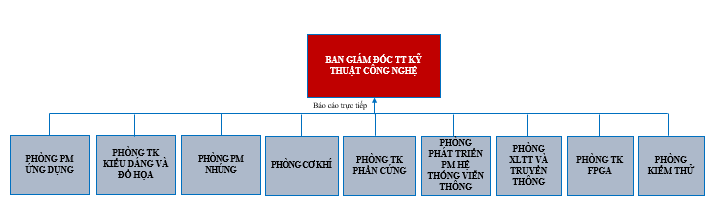 BAN GIÁM ĐỐC TT KỸ
THUẬT CÔNG NGHỆ
Báo cáo trực tiếp
PHÒNG PM
ỨNG DỤNG
PHÒNG TK
KIỂU DÁNG VÀ
ĐỒ HỌA
PHÒNG PM
NHÚNG
PHÒNG CƠ KHÍ
PHÒNG TK
PHẦN CỨNG
PHÒNG
PHÁT TRIỂN
PM HỆ
THỐNG VIỄN
THÔNG
PHÒNG
XLTT VÀ
TRUYỀN
THÔNG
PHÒNG TK
FPGA
PHÒNG
KIỂM THỬ